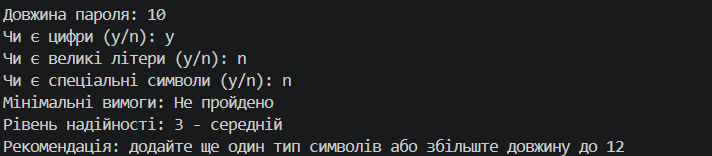 Довжина пароля: 10
Чи є цифри (y/n): y
Чи є великі літери (y/n): n
Чи є спеціальні символи (y/n): n
Мінімальні вимоги: Не пройдено
Рівень надійності: 3 - середній
Рекомендація: додайте ще один тип символів або збільште довжину до 12